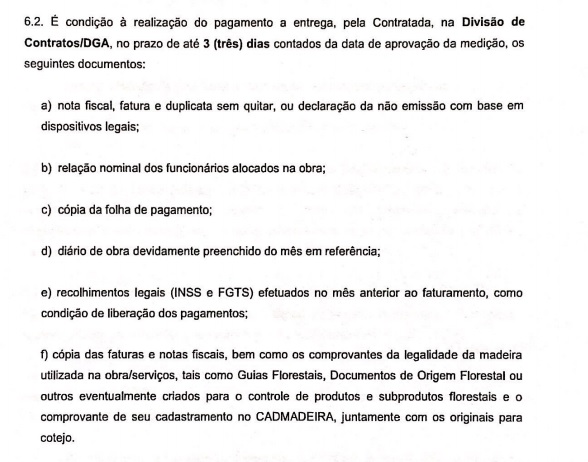 6.2. É condição à realização do pagamento a entrega, pela Contratada, na Divisão de
Contratos/DGA, no prazo de até 3 (três) dias contados da data de aprovação da medição, os
seguintes documentos:
a) nota fiscal, fatura e duplicata sem quitar, ou declaração da não emissão com base em
dispositivos legais;
b) relação nominal dos funcionários alocados na obra;
c) cópia da folha de pagamento;
d) diário de obra devidamente preenchido do mês em referência;
e) recolhimentos legais (INSS e FGTS) efetuados no mês anterior ao faturamento, como
condição de liberação dos pagamentos;
f) cópia das faturas e notas fiscais, bem como os comprovantes da legalidade da madeira
utilizada na obra/serviços, tais como Guias Florestais, Documentos de Origem Florestal ou
outros eventualmente criados para o controle de produtos e subprodutos florestais e o
comprovante de seu cadastramento no CADMADEIRA, juntamente com os originais para
cotejo.